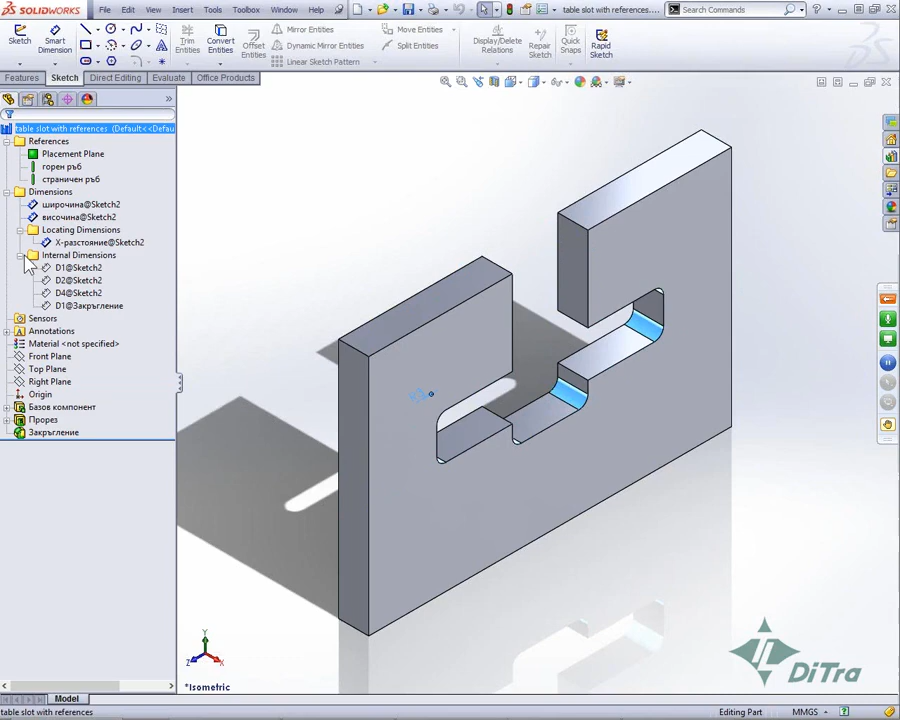 SOLIDWORKS
File Edit View Insert Tools Toolbox Window Help
table slot with references....
Search Commands
Sketch
Smart Dimension
Trim Entities
Convert Entities
Offset Entities
Mirror Entities
Dynamic Mirror Entities
Linear Sketch Pattern
Move Entities
Split Entities
Display/Delete Relations
Repair Sketch
Quick Snaps
Rapid Sketch
Features Sketch Direct Editing Evaluate Office Products
table slot with references (Default<<Defau
References
Placement Plane
горен ръб
страничен ръб
Dimensions
широчина@Sketch2
височина@Sketch2
Locating Dimensions
X-разстояние@Sketch2
Internal Dimensions
D1@Sketch2
D2@Sketch2
D4@Sketch2
D1@Закръгление
Sensors
Annotations
Material <not specified>
Front Plane
Top Plane
Right Plane
Origin
Базов компонент
Прорез
Закръгление
Y
Z
X
*Isometric
DiTra
Model
table slot with references
Editing Part
MMGS